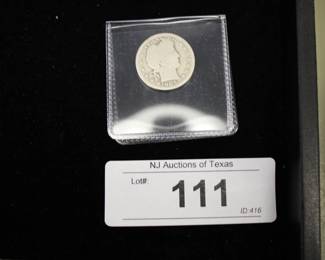 NJ Auctions of Texas
Lot#:
111
ID:416